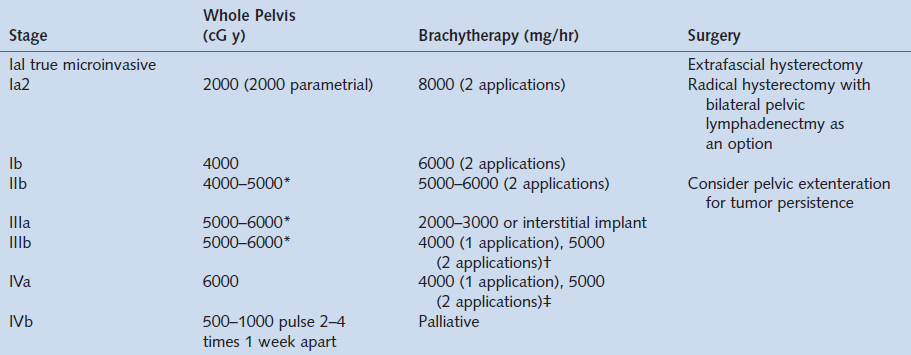 Stage Whole Pelvis (cG y) Brachytherapy (mg/hr) Surgery
IaI true microinvasive Extrafascial hysterectomy
Ia2 2000 (2000 parametrial) 8000 (2 applications) Radical hysterectomy with
bilateral pelvic
lymphadenectmy as
an option
Ib 4000 6000 (2 applications)
IIb 4000–5000* 5000–6000 (2 applications) Consider pelvic extenteration
for tumor persistence
IIIa 5000–6000* 2000–3000 or interstitial implant
IIIb 5000–6000* 4000 (1 application), 5000
(2 applications)†
IVa 6000 4000 (1 application), 5000
(2 applications)‡
IVb 500–1000 pulse 2–4 Palliative
times 1 week apart